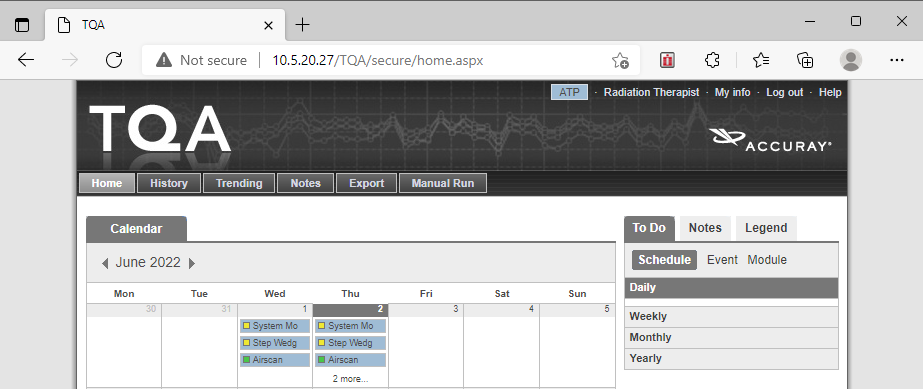 TQA
Not secure | 10.5.20.27/TQA/secure/home.aspx
ATP · Radiation Therapist · My info · Log out · Help
TQA
ACCURAY
Home History Trending Notes Export Manual Run
Calendar
To Do Notes Legend
June 2022
Schedule Event Module
Daily
Mon Tue Wed Thu Fri Sat Sun
30 31 1 2 3 4 5
Weekly
System Mo System Mo
Monthly
Step Wedg Step Wedg
Yearly
Airscan Airscan
2 more...